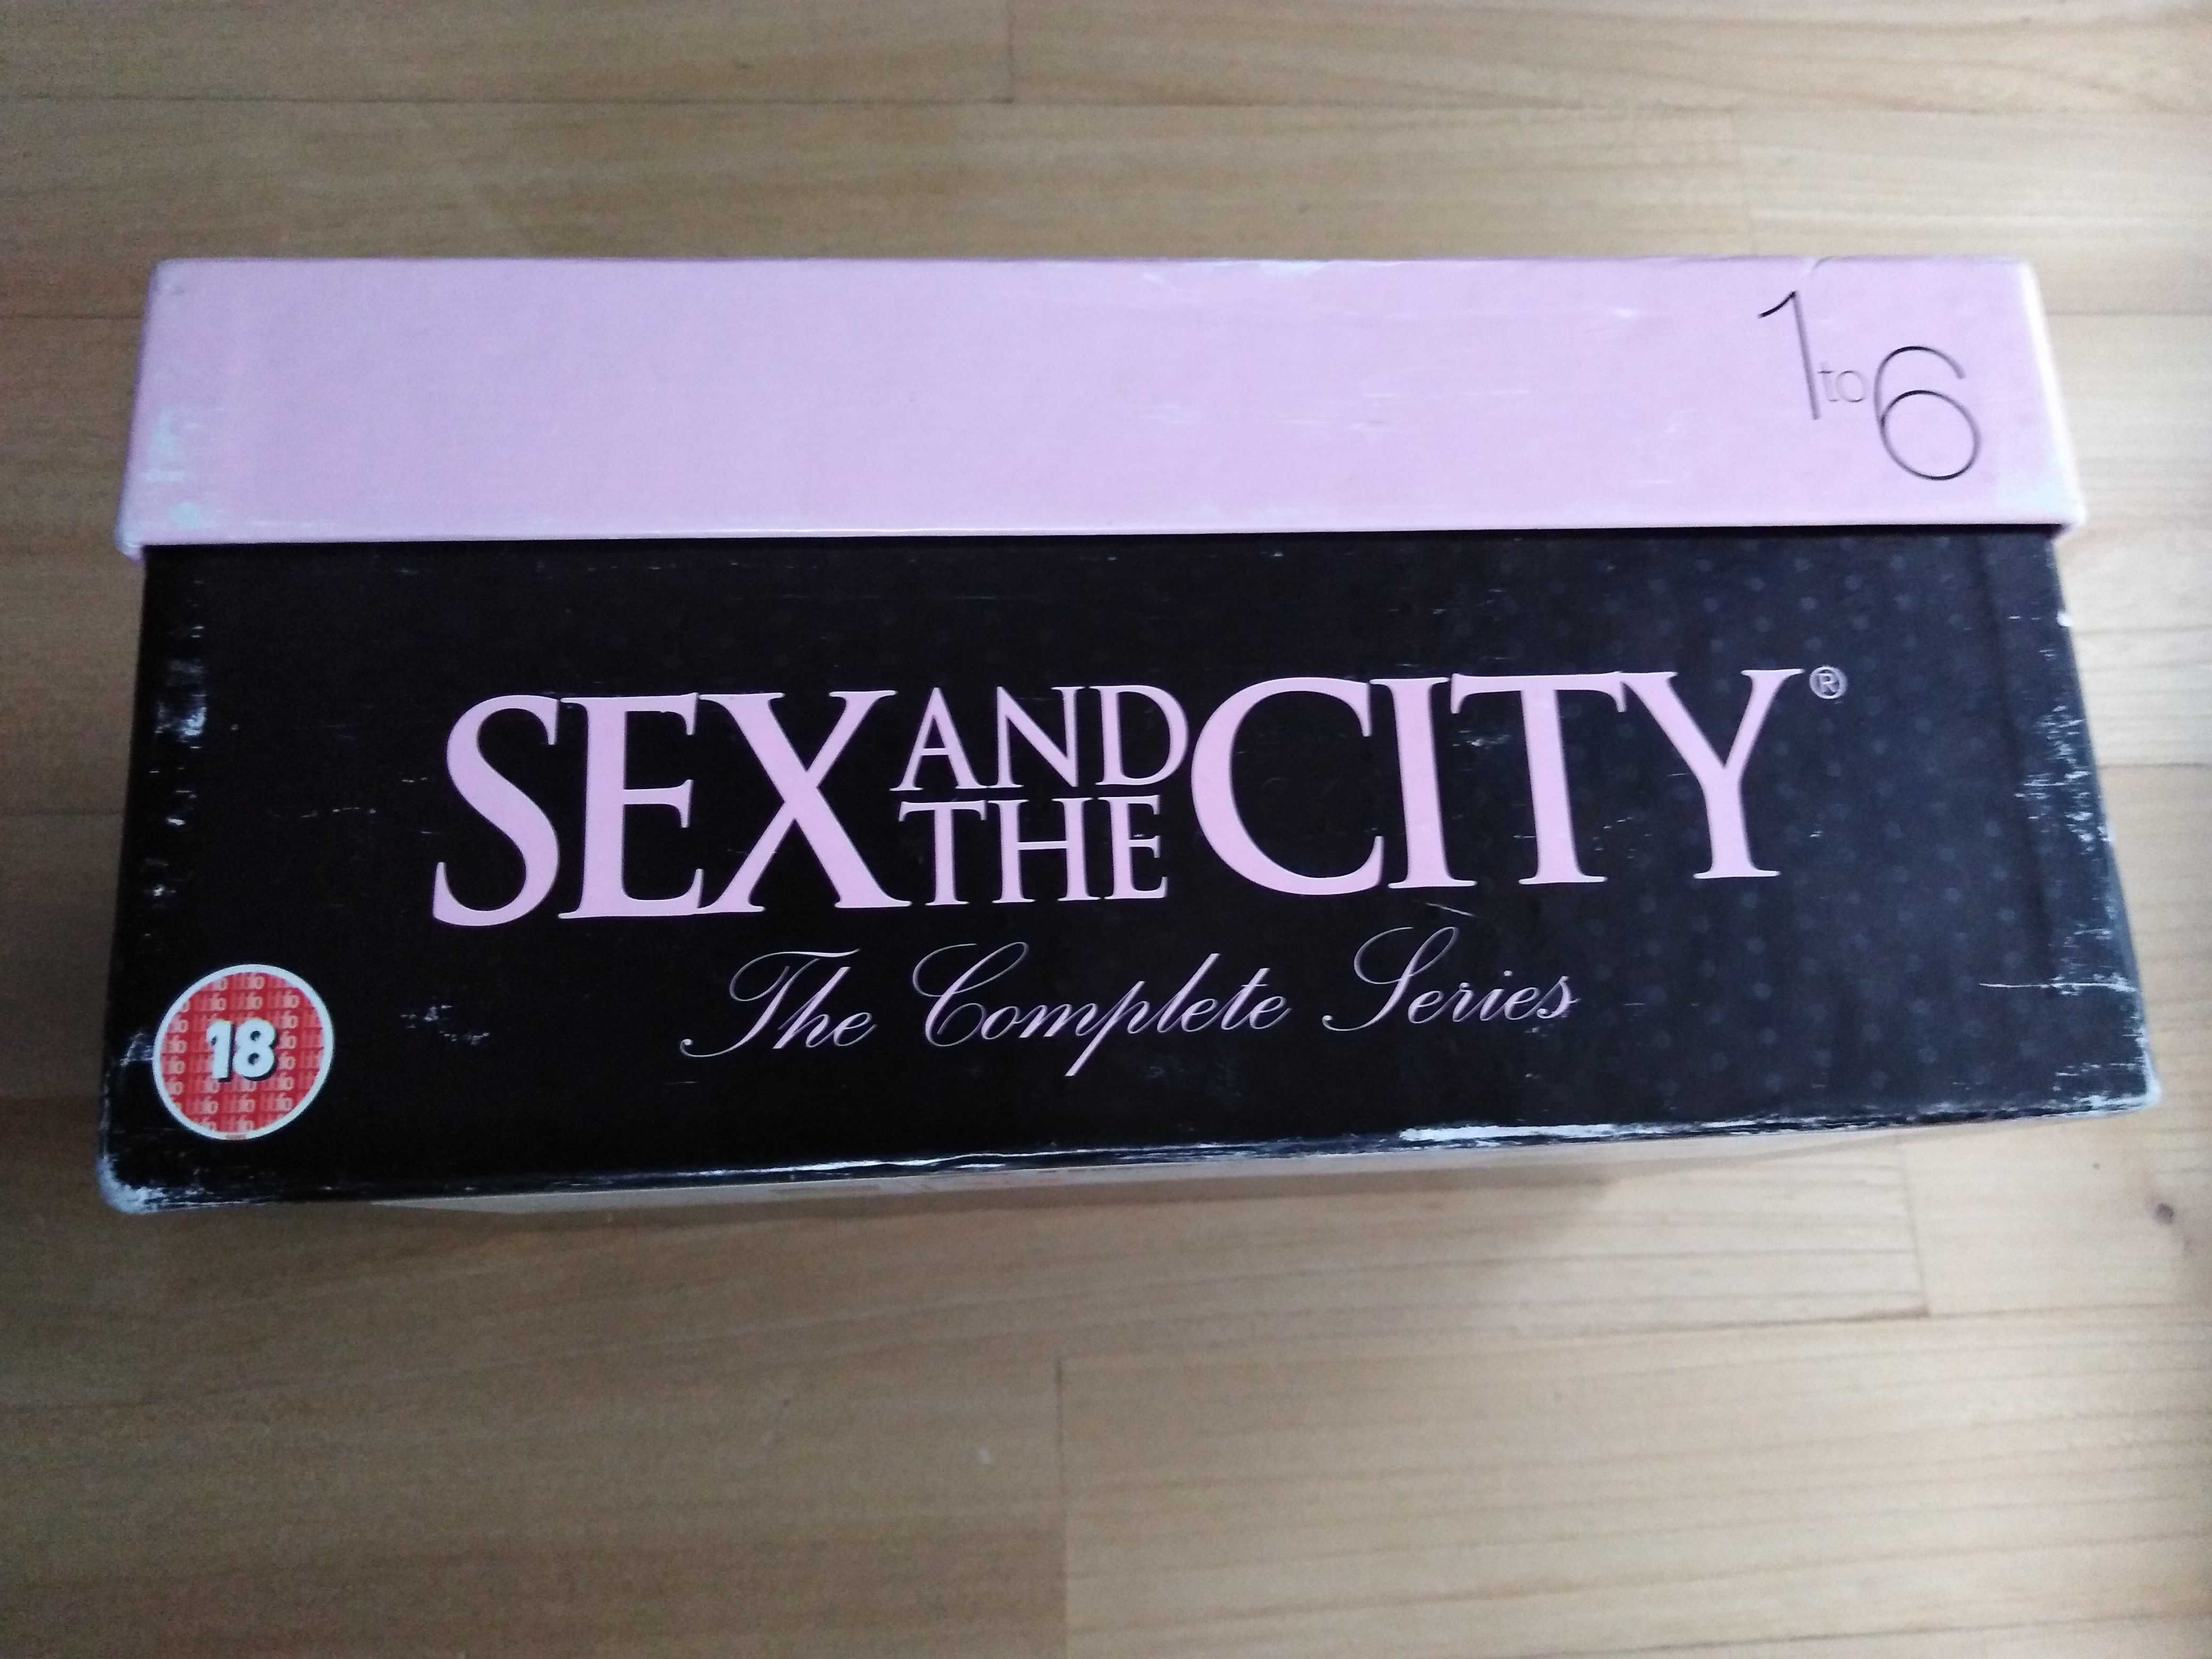 1 to 6
SEX AND THE CITY ®
The Complete Series
18